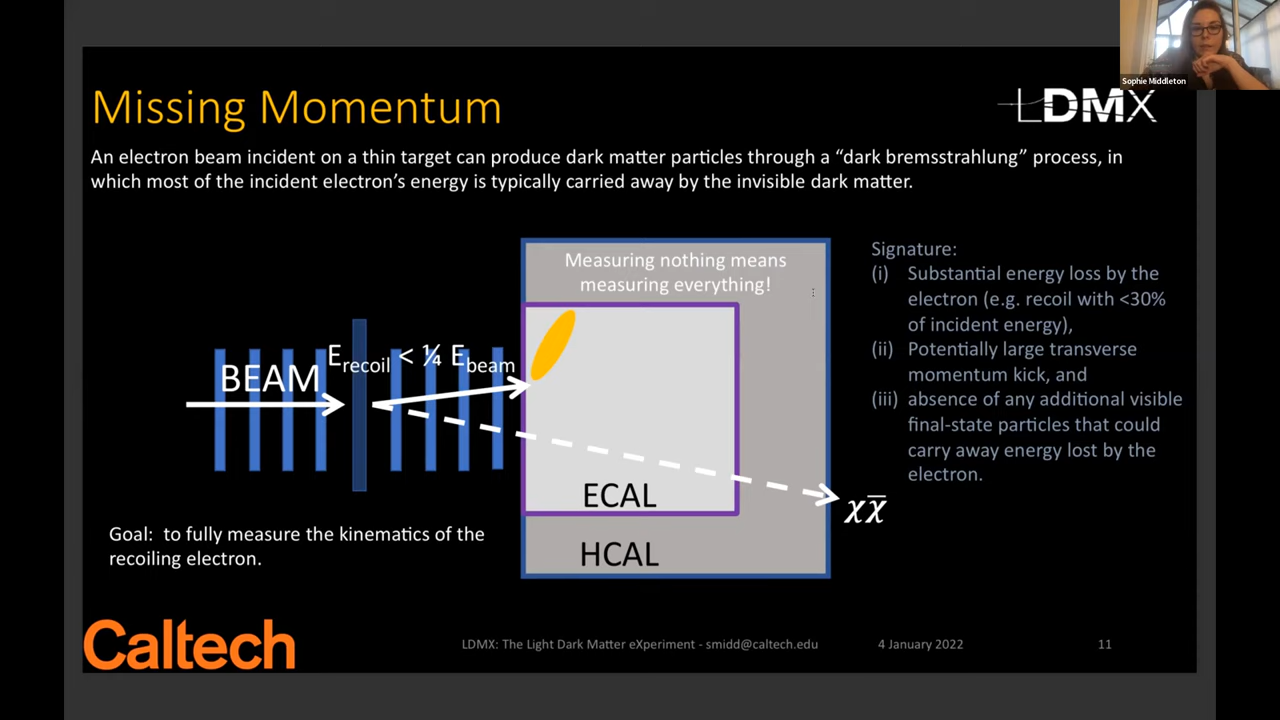 Sophie Middleton
Missing Momentum
LDMX
An electron beam incident on a thin target can produce dark matter particles through a “dark bremsstrahlung” process, in
which most of the incident electron’s energy is typically carried away by the invisible dark matter.
Measuring nothing means
measuring everything!
Signature:
(i) Substantial energy loss by the
electron (e.g. recoil with <30%
of incident energy),
(ii) Potentially large transverse
momentum kick, and
(iii) absence of any additional visible
final-state particles that could
carry away energy lost by the
electron.
E_recoil < ¼ E_beam
BEAM
ECAL
χχ̅
HCAL
Goal: to fully measure the kinematics of the
recoiling electron.
Caltech
LDMX: The Light Dark Matter eXperiment - smidd@caltech.edu
4 January 2022
11